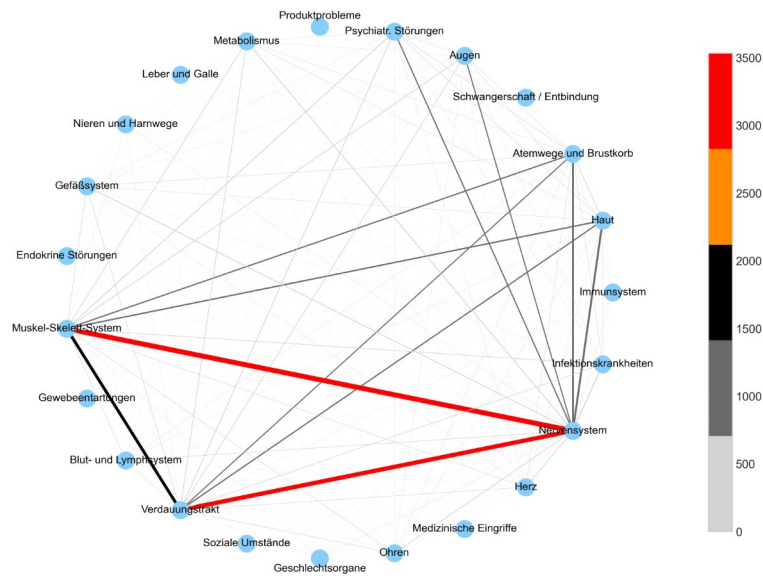 Produktprobleme
Psychiatr. Störungen
Metabolismus
Augen
Leber und Galle
Schwangerschaft / Entbindung
Nieren und Harnwege
Atemwege und Brustkorb
Gefäßsystem
Haut
Endokrine Störungen
Immunsystem
Muskel-Skelett-System
Infektionskrankheiten
Gewebeentartungen
Nervensystem
Blut- und Lymphsystem
Herz
Verdauungstrakt
Medizinische Eingriffe
Soziale Umstände
Ohren
Geschlechtsorgane
3500
3000
2500
2000
1500
1000
500
0